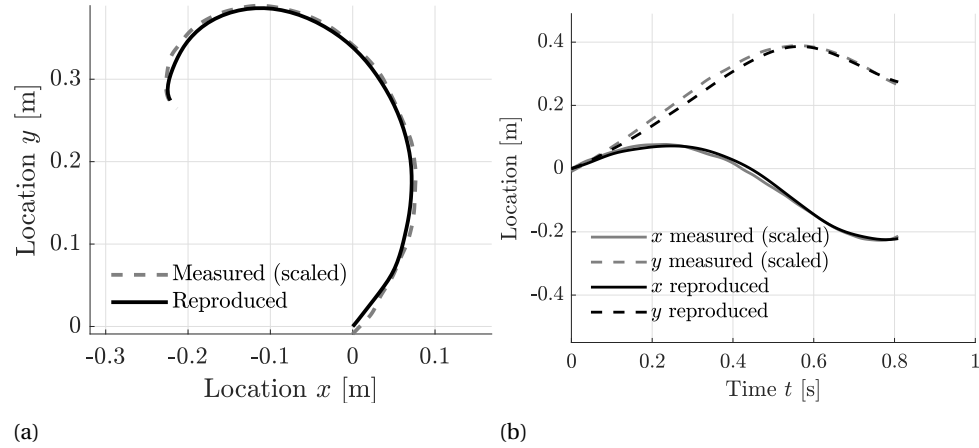 0.3
0.2
0.1
0
-0.3
-0.2
-0.1
0
0.1
Location y [m]
Location x [m]
Measured (scaled)
Reproduced
(a)
0.4
0.2
0
-0.2
-0.4
0
0.2
0.4
0.6
0.8
1
Location [m]
Time t [s]
x measured (scaled)
y measured (scaled)
x reproduced
y reproduced
(b)